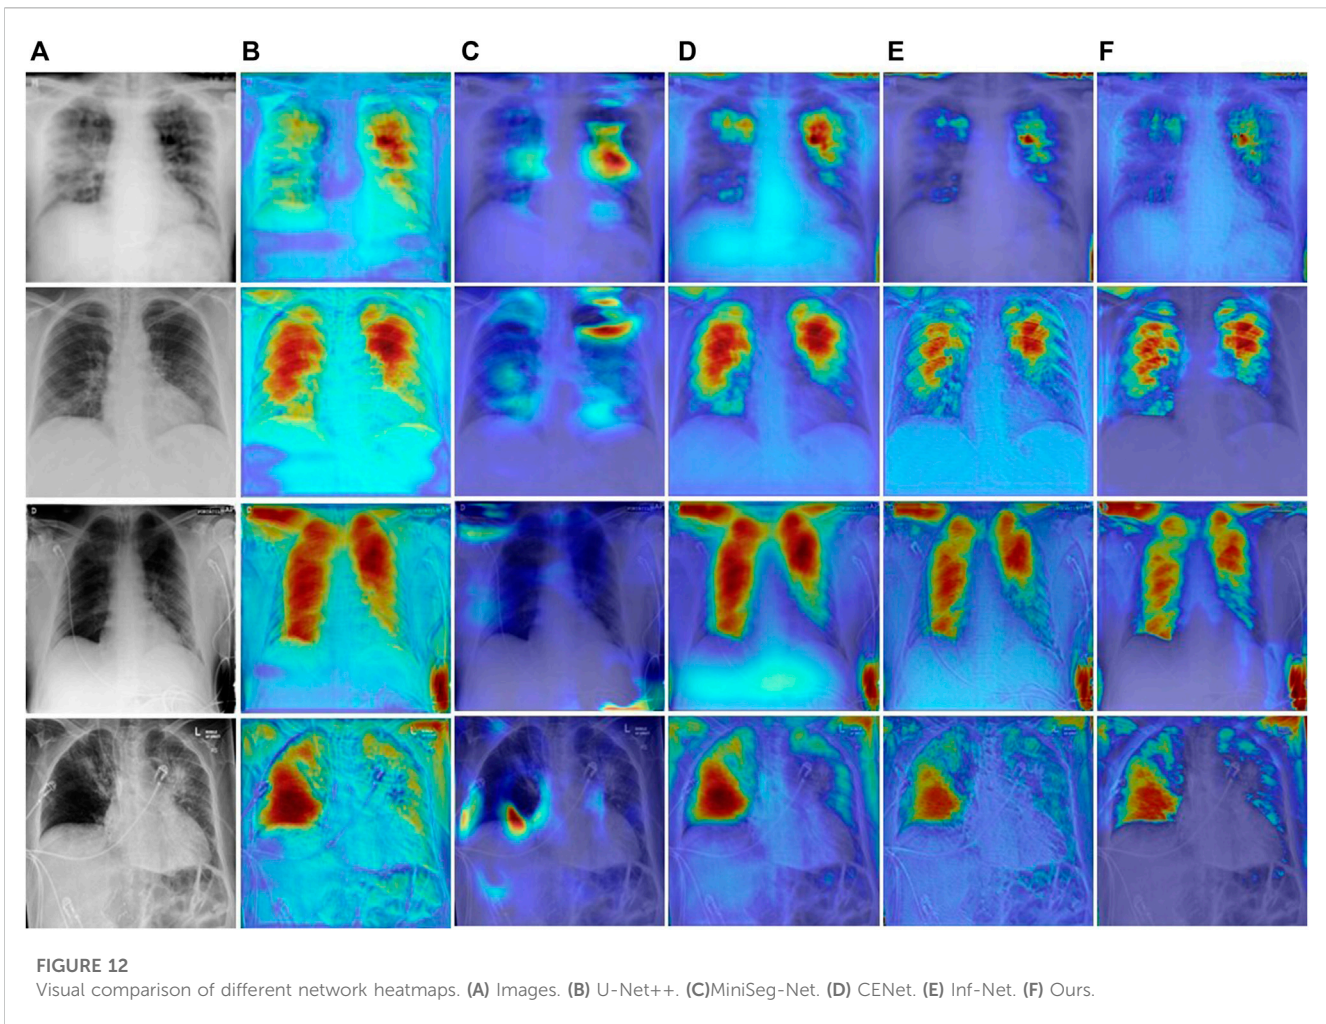 A B C D E F
L L L L L L
FIGURE 12
Visual comparison of different network heatmaps. (A) Images. (B) U-Net++. (C)MiniSeg-Net. (D) CENet. (E) Inf-Net. (F) Ours.